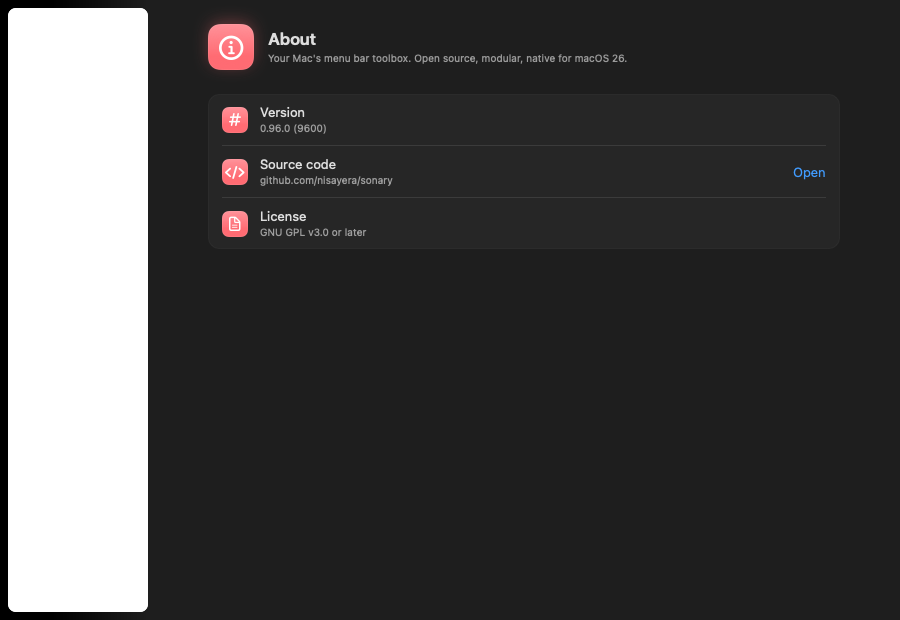 About
Your Mac's menu bar toolbox. Open source, modular, native for macOS 26.
Version
0.96.0 (9600)
Source code
github.com/nisayera/sonary
Open
License
GNU GPL v3.0 or later